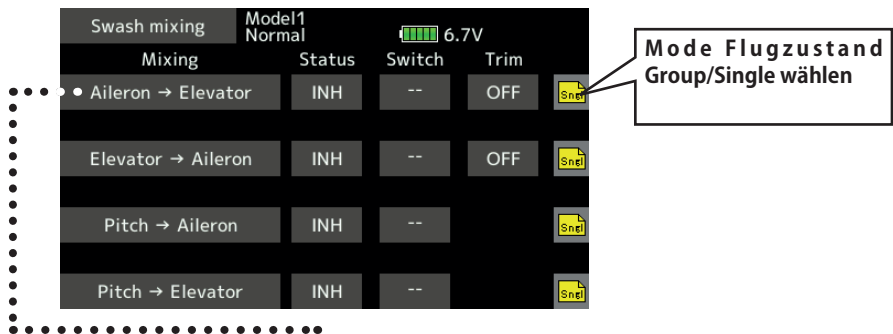 Swash mixing
Model1
Normal
6.7V
Mixing Status Switch Trim
Aileron → Elevator INH -- OFF Sngl
Elevator → Aileron INH -- OFF Sngl
Pitch → Aileron INH -- Sngl
Pitch → Elevator INH -- Sngl
Mode Flugzustand
Group/Single wählen